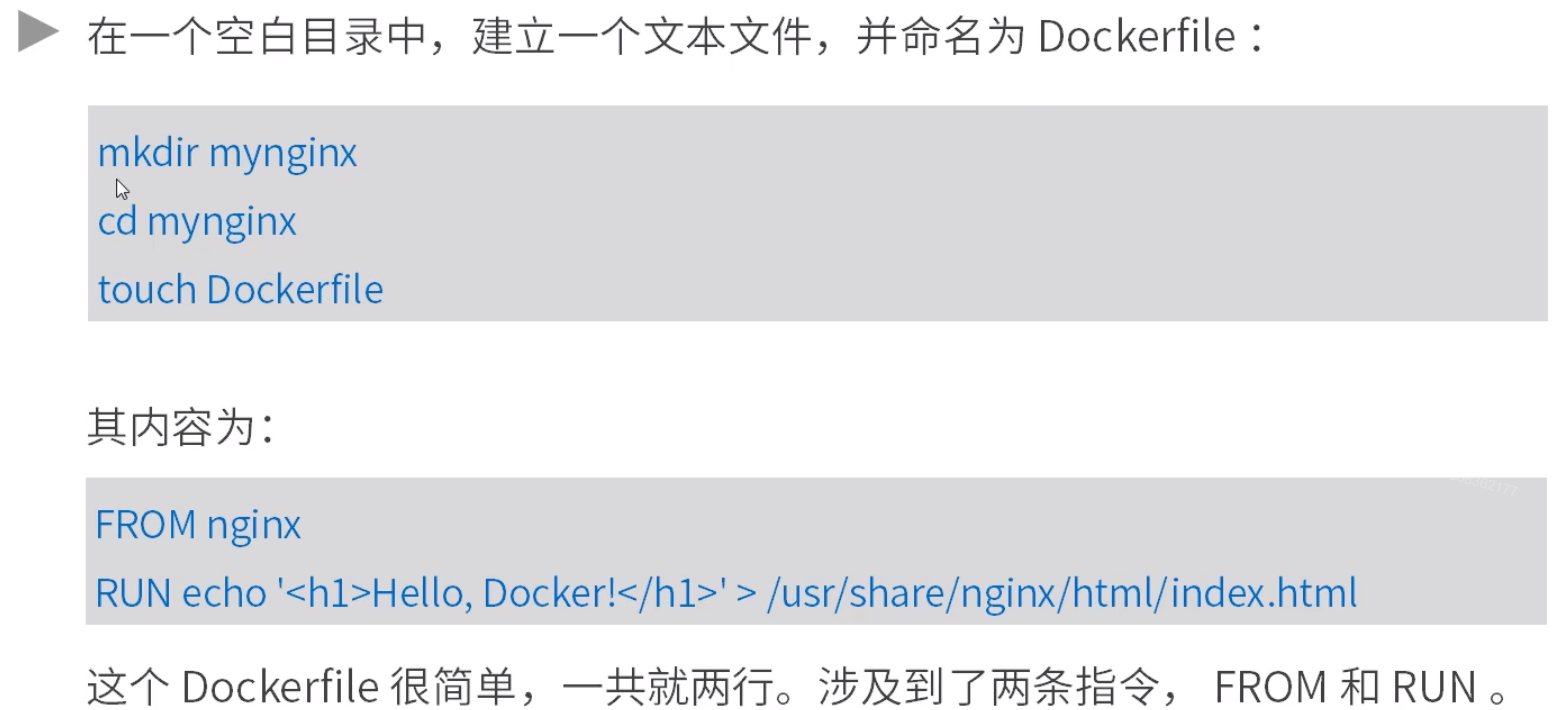 在一个空白目录中，建立一个文本文件，并命名为 Dockerfile：
mkdir mynginx
cd mynginx
touch Dockerfile
其内容为：
FROM nginx
RUN echo '<h1>Hello, Docker!</h1>' > /usr/share/nginx/html/index.html
这个 Dockerfile 很简单，一共就两行。涉及到了两条指令， FROM 和 RUN 。